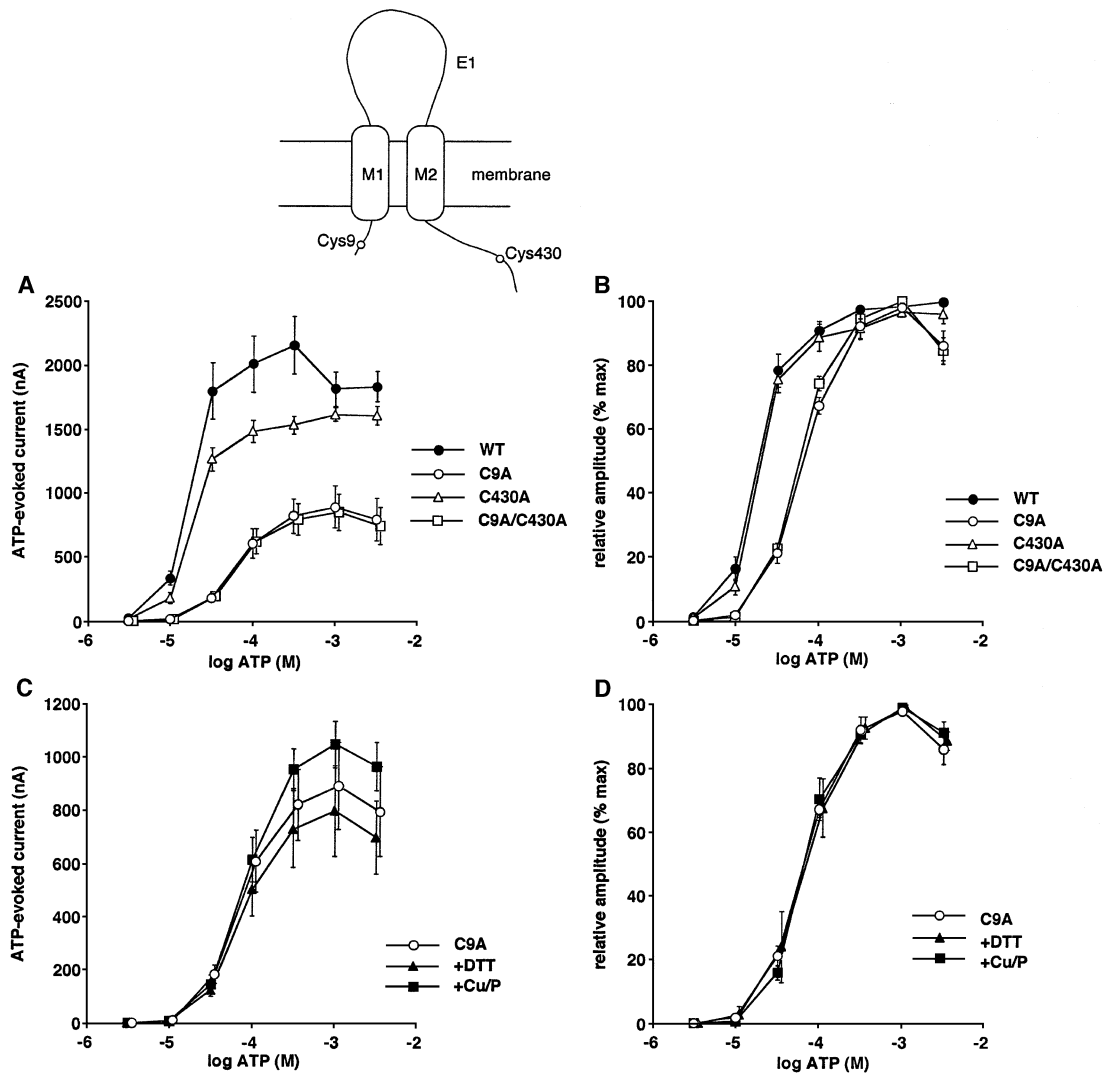 E1
M1 M2 membrane
Cys9
Cys430
A
ATP-evoked current (nA)
2500
2000
1500
1000
500
0
-6 -5 -4 -3 -2
log ATP (M)
WT
C9A
C430A
C9A/C430A
B
relative amplitude (% max)
100
80
60
40
20
0
-6 -5 -4 -3 -2
log ATP (M)
WT
C9A
C430A
C9A/C430A
C
ATP-evoked current (nA)
1200
1000
800
600
400
200
0
-6 -5 -4 -3 -2
log ATP (M)
C9A
+DTT
+Cu/P
D
relative amplitude (% max)
100
80
60
40
20
0
-6 -5 -4 -3 -2
log ATP (M)
C9A
+DTT
+Cu/P